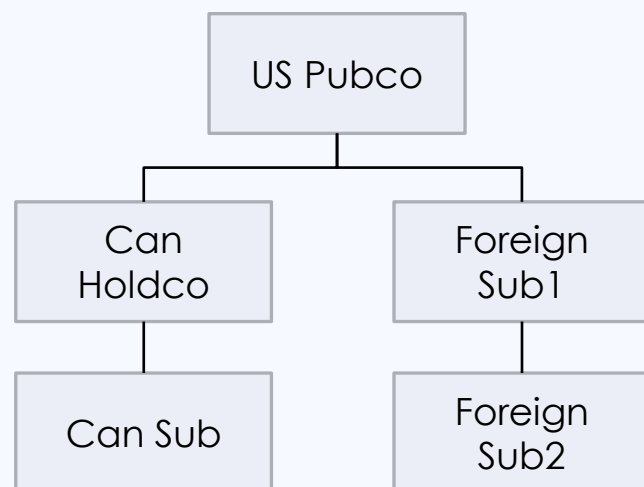 US Pubco
Can
Holdco
Foreign
Sub1
Can Sub
Foreign
Sub2